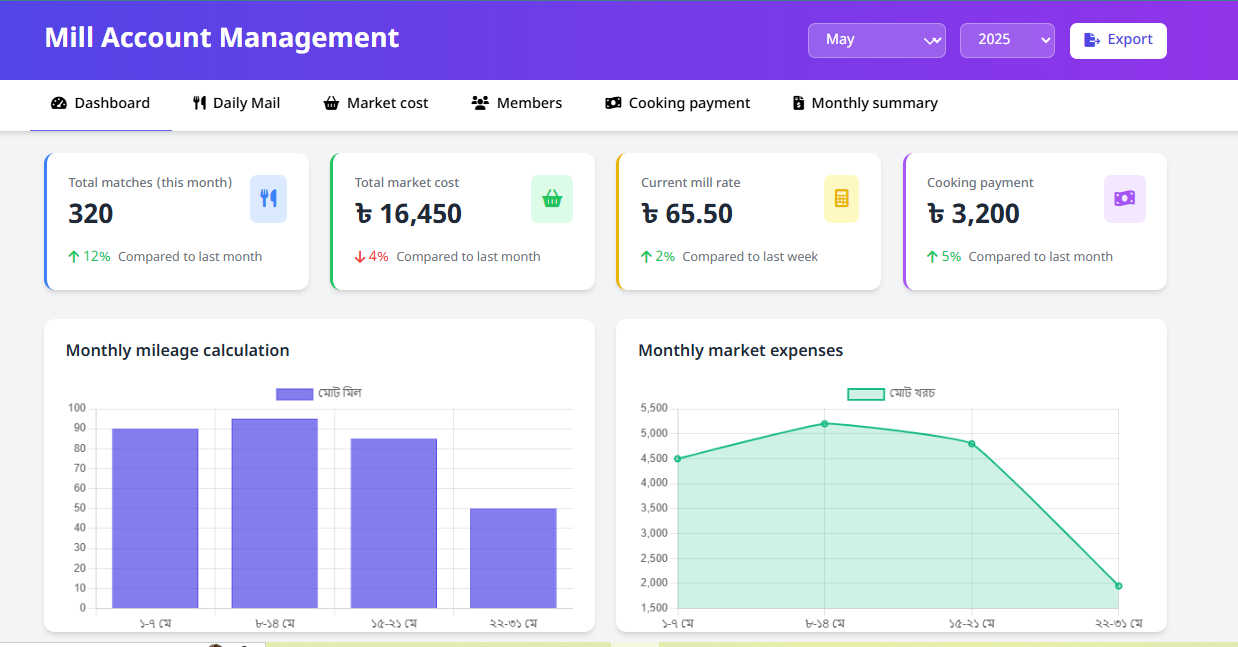 Mill Account Management
May
2025
Export
Dashboard
Daily Mail
Market cost
Members
Cooking payment
Monthly summary
Total matches (this month)
320
12% Compared to last month
Total market cost
৳ 16,450
4% Compared to last month
Current mill rate
৳ 65.50
2% Compared to last week
Cooking payment
৳ 3,200
5% Compared to last month
Monthly mileage calculation
মোট মিল
100
90
80
70
60
50
40
30
20
10
0
১-৭ মে
৮-১৪ মে
১৫-২১ মে
২২-৩১ মে
Monthly market expenses
মোট খরচ
5,500
5,000
4,500
4,000
3,500
3,000
2,500
2,000
1,500
১-৭ মে
৮-১৪ মে
১৫-২১ মে
২২-৩১ মে